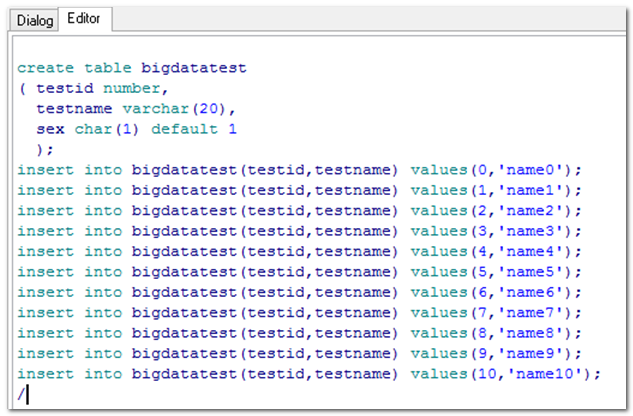 Dialog Editor
create table bigdatatest
( testid number,
  testname varchar(20),
  sex char(1) default 1
  );
insert into bigdatatest(testid,testname) values(0,'name0');
insert into bigdatatest(testid,testname) values(1,'name1');
insert into bigdatatest(testid,testname) values(2,'name2');
insert into bigdatatest(testid,testname) values(3,'name3');
insert into bigdatatest(testid,testname) values(4,'name4');
insert into bigdatatest(testid,testname) values(5,'name5');
insert into bigdatatest(testid,testname) values(6,'name6');
insert into bigdatatest(testid,testname) values(7,'name7');
insert into bigdatatest(testid,testname) values(8,'name8');
insert into bigdatatest(testid,testname) values(9,'name9');
insert into bigdatatest(testid,testname) values(10,'name10');
/